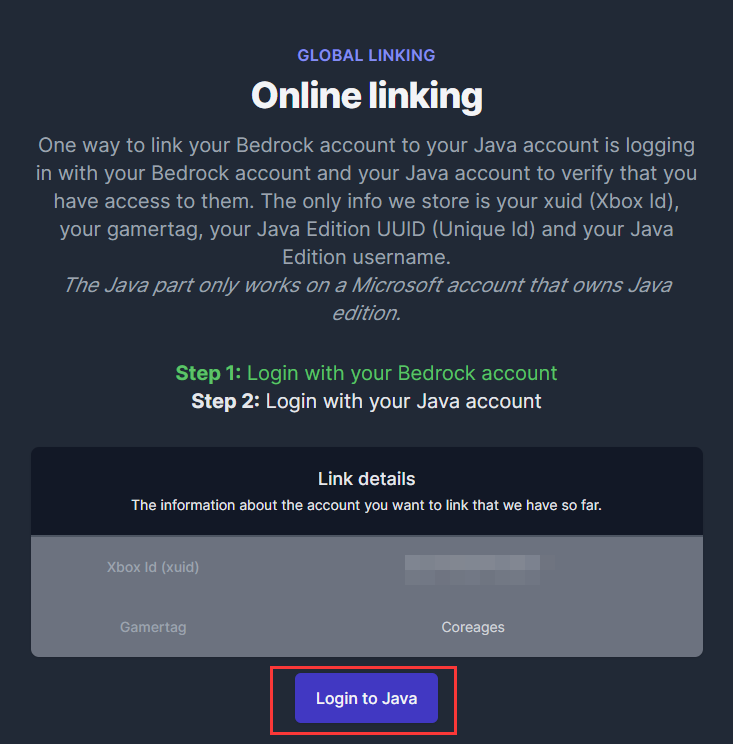 GLOBAL LINKING
Online linking
One way to link your Bedrock account to your Java account is logging
in with your Bedrock account and your Java account to verify that you
have access to them. The only info we store is your xuid (Xbox Id),
your gamertag, your Java Edition UUID (Unique Id) and your Java
Edition username.
The Java part only works on a Microsoft account that owns Java
edition.
Step 1: Login with your Bedrock account
Step 2: Login with your Java account
Link details
The information about the account you want to link that we have so far.
Xbox Id (xuid)
Gamertag Coreages
Login to Java